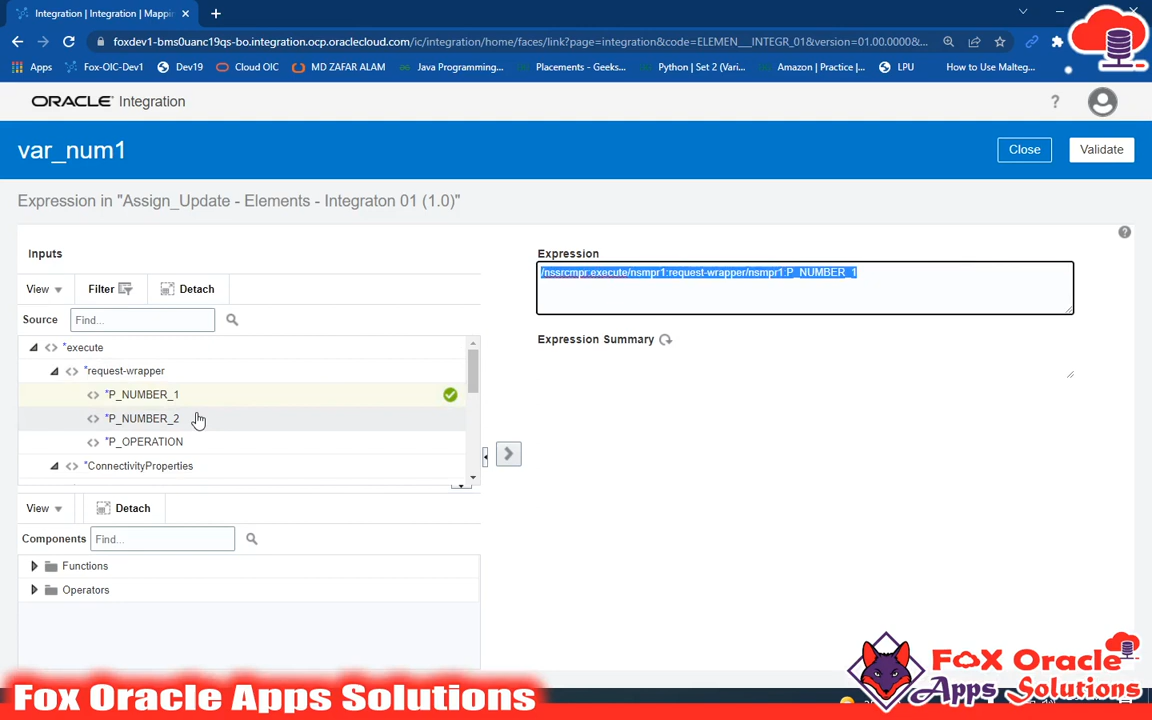 Integration | Integration | Mappin
foxdev1-bms0uanc19qs-bo.integration.ocp.oraclecloud.com/ic/integration/home/faces/link?page=integration&code=ELEMEN__INTEGR_01&version=01.00.0000&...
Apps Fox-OIC-Dev1 Dev19 Cloud OIC MD ZAFAR ALAM Java Programming... Placements - Geeks... Python | Set 2 (Vari... Amazon | Practice |... LPU How to Use Malteg...
ORACLE Integration
?
var_num1
Close Validate
Expression in "Assign_Update - Elements - Integraton 01 (1.0)"
Inputs
View Filter Detach
Source Find...
*execute
*request-wrapper
*P_NUMBER_1
*P_NUMBER_2
*P_OPERATION
*ConnectivityProperties
Expression
/nssrcmpr:execute/nsmpr1:request-wrapper/nsmpr1:P_NUMBER_1
Expression Summary
View Detach
Components Find...
Functions
Operators
Fox Oracle Apps Solutions
FOX Oracle
Apps Solutions